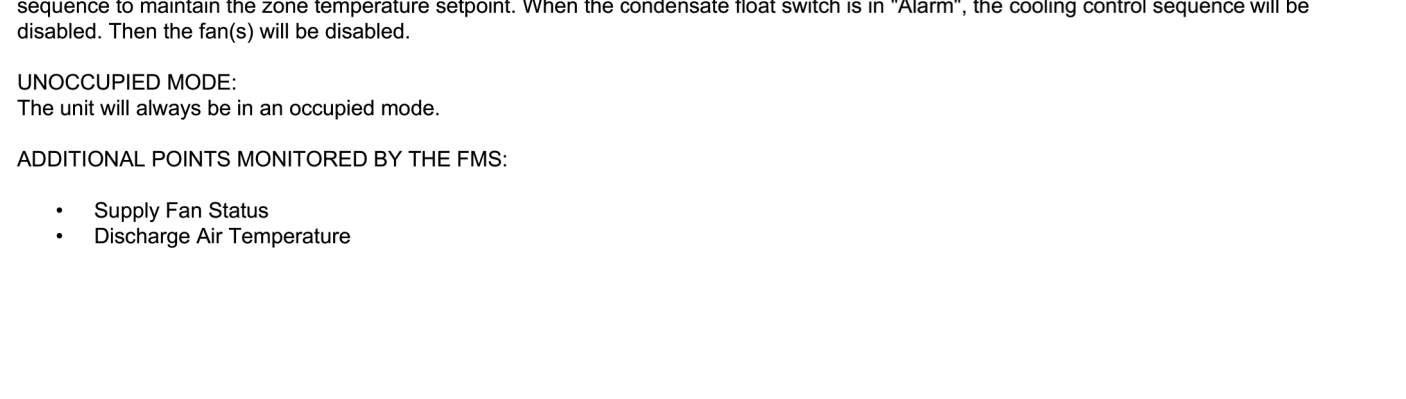 sequence to maintain the zone temperature setpoint. When the condensate float switch is in "Alarm", the cooling control sequence will be
disabled. Then the fan(s) will be disabled.
UNOCCUPIED MODE:
The unit will always be in an occupied mode.
ADDITIONAL POINTS MONITORED BY THE FMS:
• Supply Fan Status
• Discharge Air Temperature